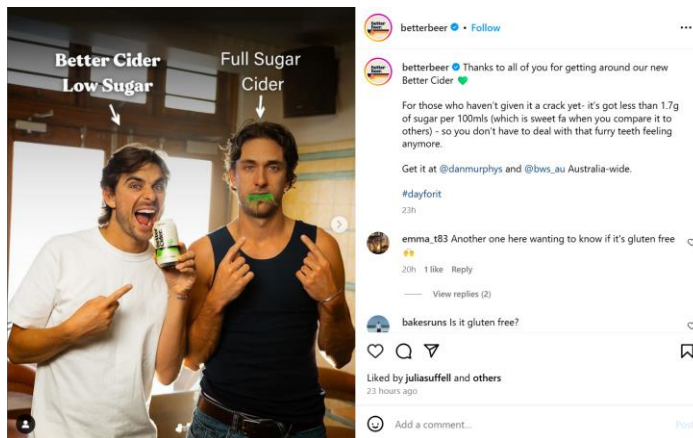 Better Cider
Low Sugar
Full Sugar
Cider
Better
Cider.
betterbeer • Follow
betterbeer Thanks to all of you for getting around our new
Better Cider 💚
For those who haven't given it a crack yet- it's got less than 1.7g
of sugar per 100mls (which is sweet fa when you compare it to
others) - so you don't have to deal with that furry teeth feeling
anymore.
Get it at @danmurphys and @bws_au Australia-wide.
#dayforit
23h
emma_t83 Another one here wanting to know if it's gluten free
🙌
20h 1 like Reply
View replies (2)
bakesruns Is it gluten free?
Liked by juliasuffell and others
23 hours ago
Add a comment...
Post